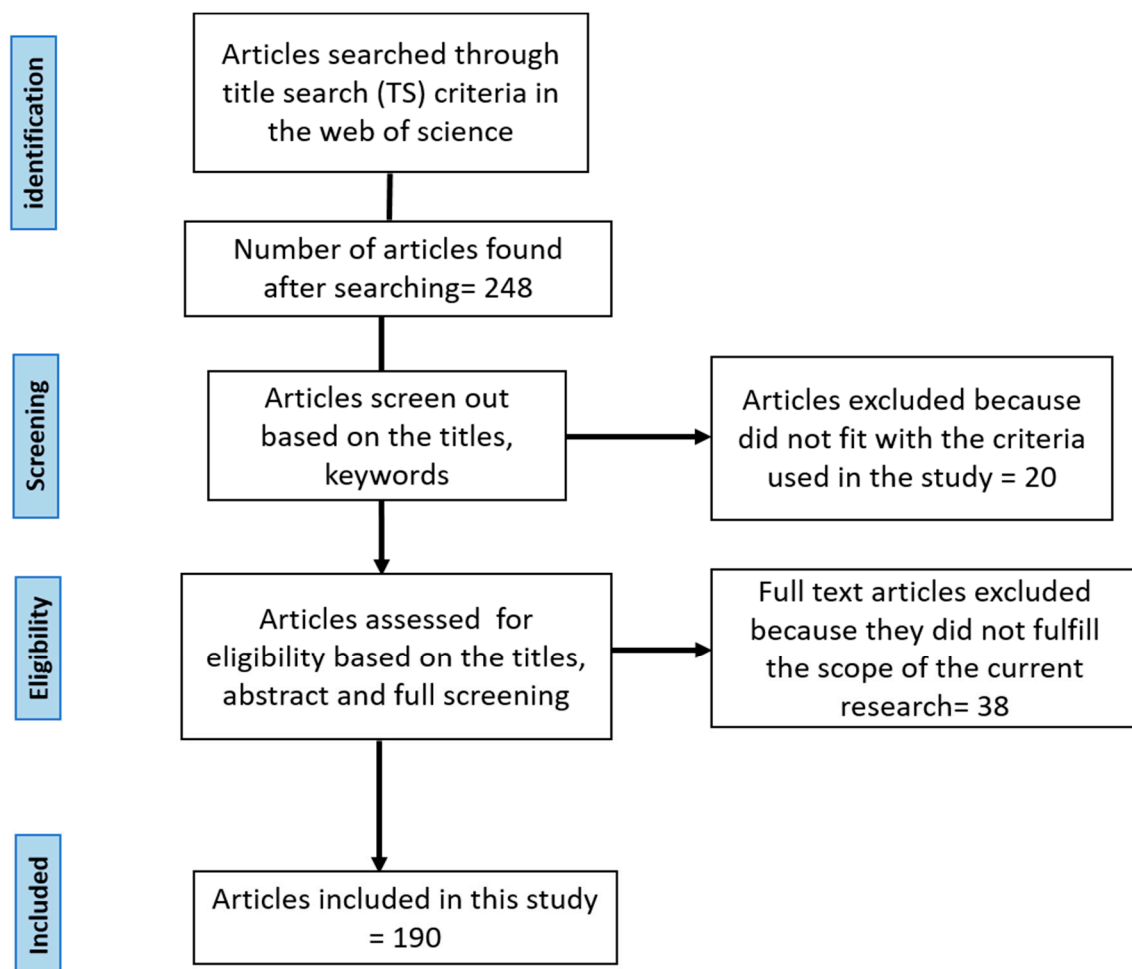 identification
Articles searched through
title search (TS) criteria in
the web of science
Number of articles found
after searching= 248
Screening
Articles screen out
based on the titles,
keywords
Articles excluded because
did not fit with the criteria
used in the study = 20
Eligibility
Articles assessed  for
eligibility based on the titles,
abstract and full screening
Full text articles excluded
because they did not fulfill
the scope of the current
research= 38
Included
Articles included in this study
= 190